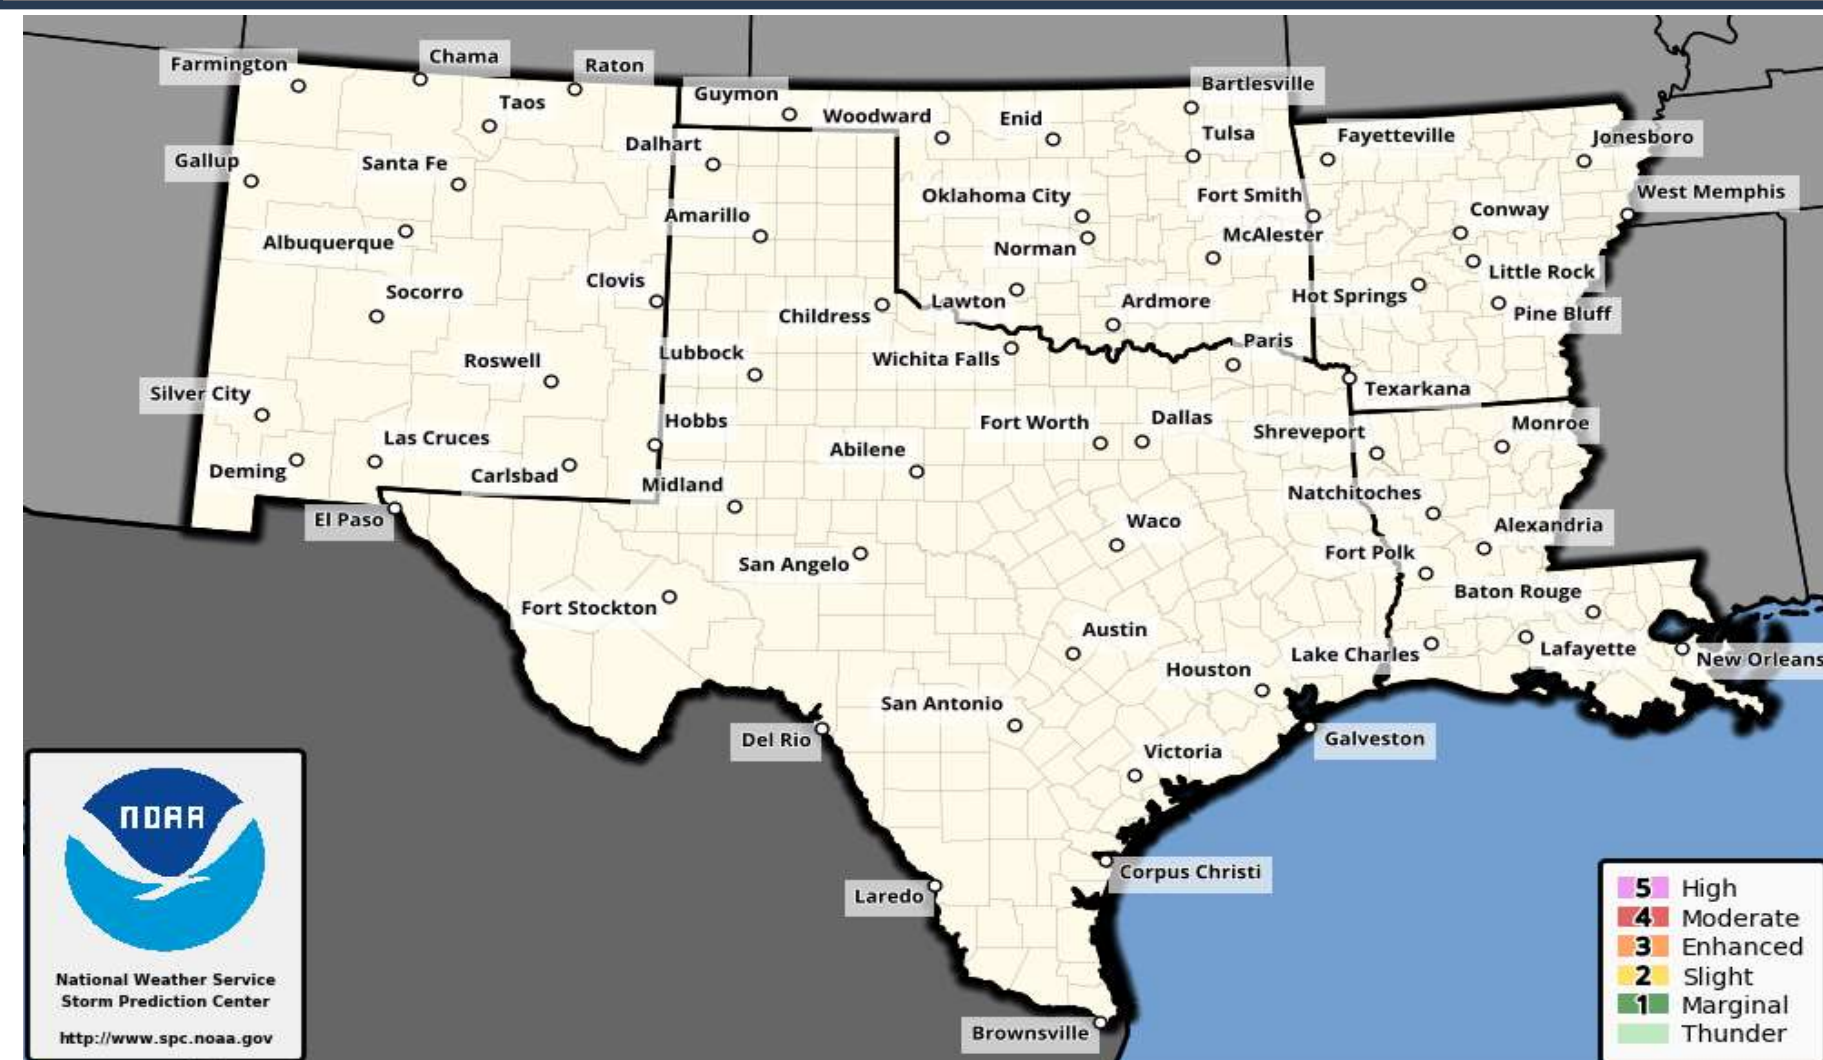 Farmington
Chama
Raton
Taos
Guymon
Woodward
Enid
Bartlesville
Tulsa
Fayetteville
Jonesboro
Gallup
Santa Fe
Dalhart
Oklahoma City
Fort Smith
Conway
West Memphis
Albuquerque
Amarillo
Norman
McAlester
Little Rock
Socorro
Clovis
Childress
Lawton
Ardmore
Hot Springs
Pine Bluff
Roswell
Lubbock
Wichita Falls
Paris
Texarkana
Silver City
Las Cruces
Hobbs
Abilene
Fort Worth
Dallas
Shreveport
Monroe
Deming
Carlsbad
Midland
Natchitoches
El Paso
San Angelo
Waco
Alexandria
Fort Polk
Fort Stockton
Baton Rouge
Austin
Houston
Lake Charles
Lafayette
New Orleans
San Antonio
Del Rio
Victoria
Galveston
Laredo
Corpus Christi
Brownsville
NOAA
National Weather Service
Storm Prediction Center
http://www.spc.noaa.gov
5 High
4 Moderate
3 Enhanced
2 Slight
1 Marginal
Thunder